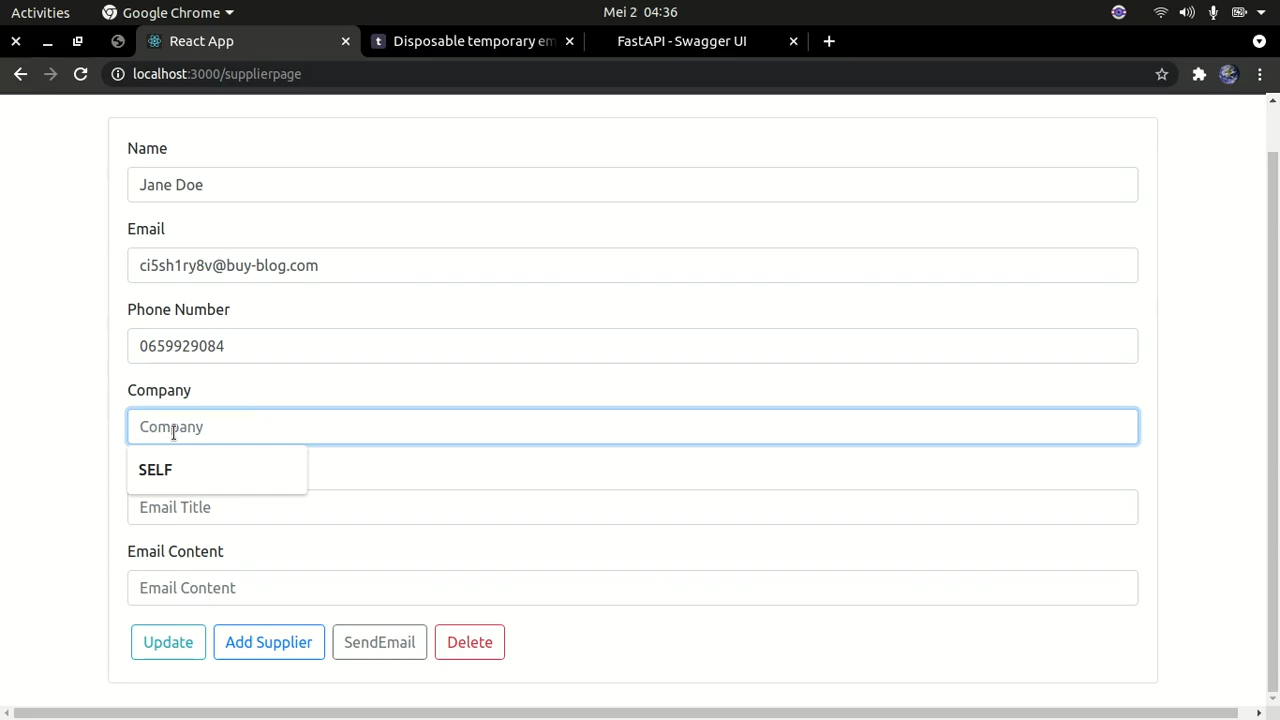 Activities
Google Chrome
Mei 2 04:36
React App
Disposable temporary em
FastAPI - Swagger UI
localhost:3000/supplierpage
Name
Jane Doe
Email
ci5sh1ry8v@buy-blog.com
Phone Number
0659929084
Company
Company
SELF
Email Title
Email Content
Email Content
Update
Add Supplier
SendEmail
Delete